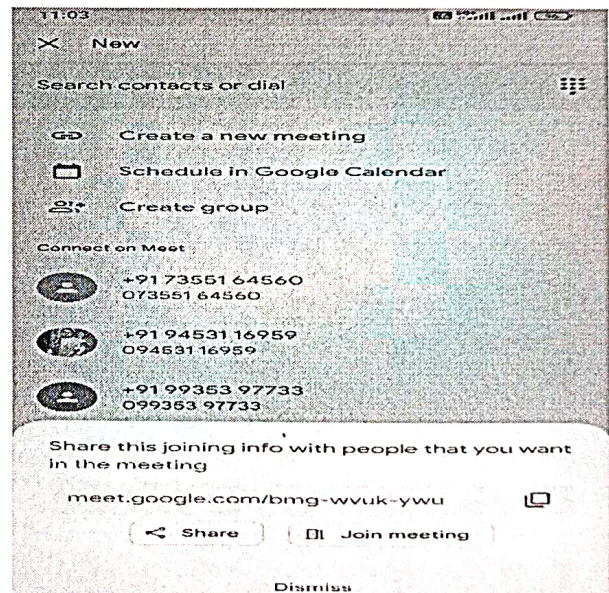 11:03
New
Search contacts or dial
Create a new meeting
Schedule in Google Calendar
Create group
Connect on Meet
+91 73551 64560
073551 64560
+91 94531 16959
094531 16959
+91 99353 97733
099353 97733
Share this joining info with people that you want
in the meeting
meet.google.com/bmg-wvuk-ywu
Share
Join meeting
Dismiss